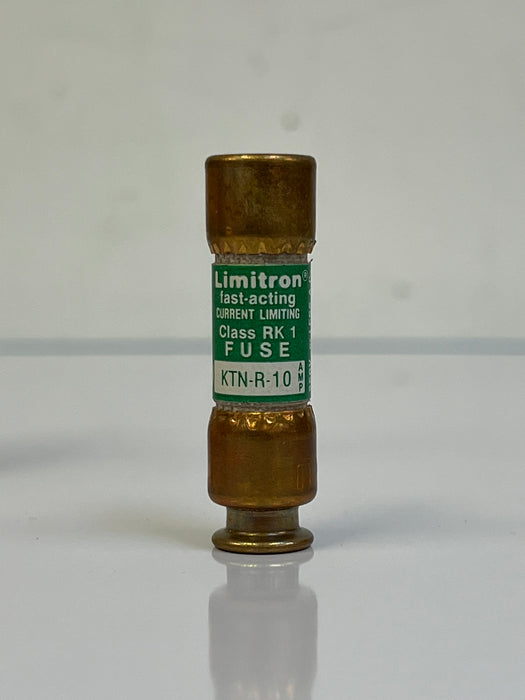 Limitron®
fast-acting
CURRENT LIMITING
Class RK 1
FUSE
KTN-R-10 AMP